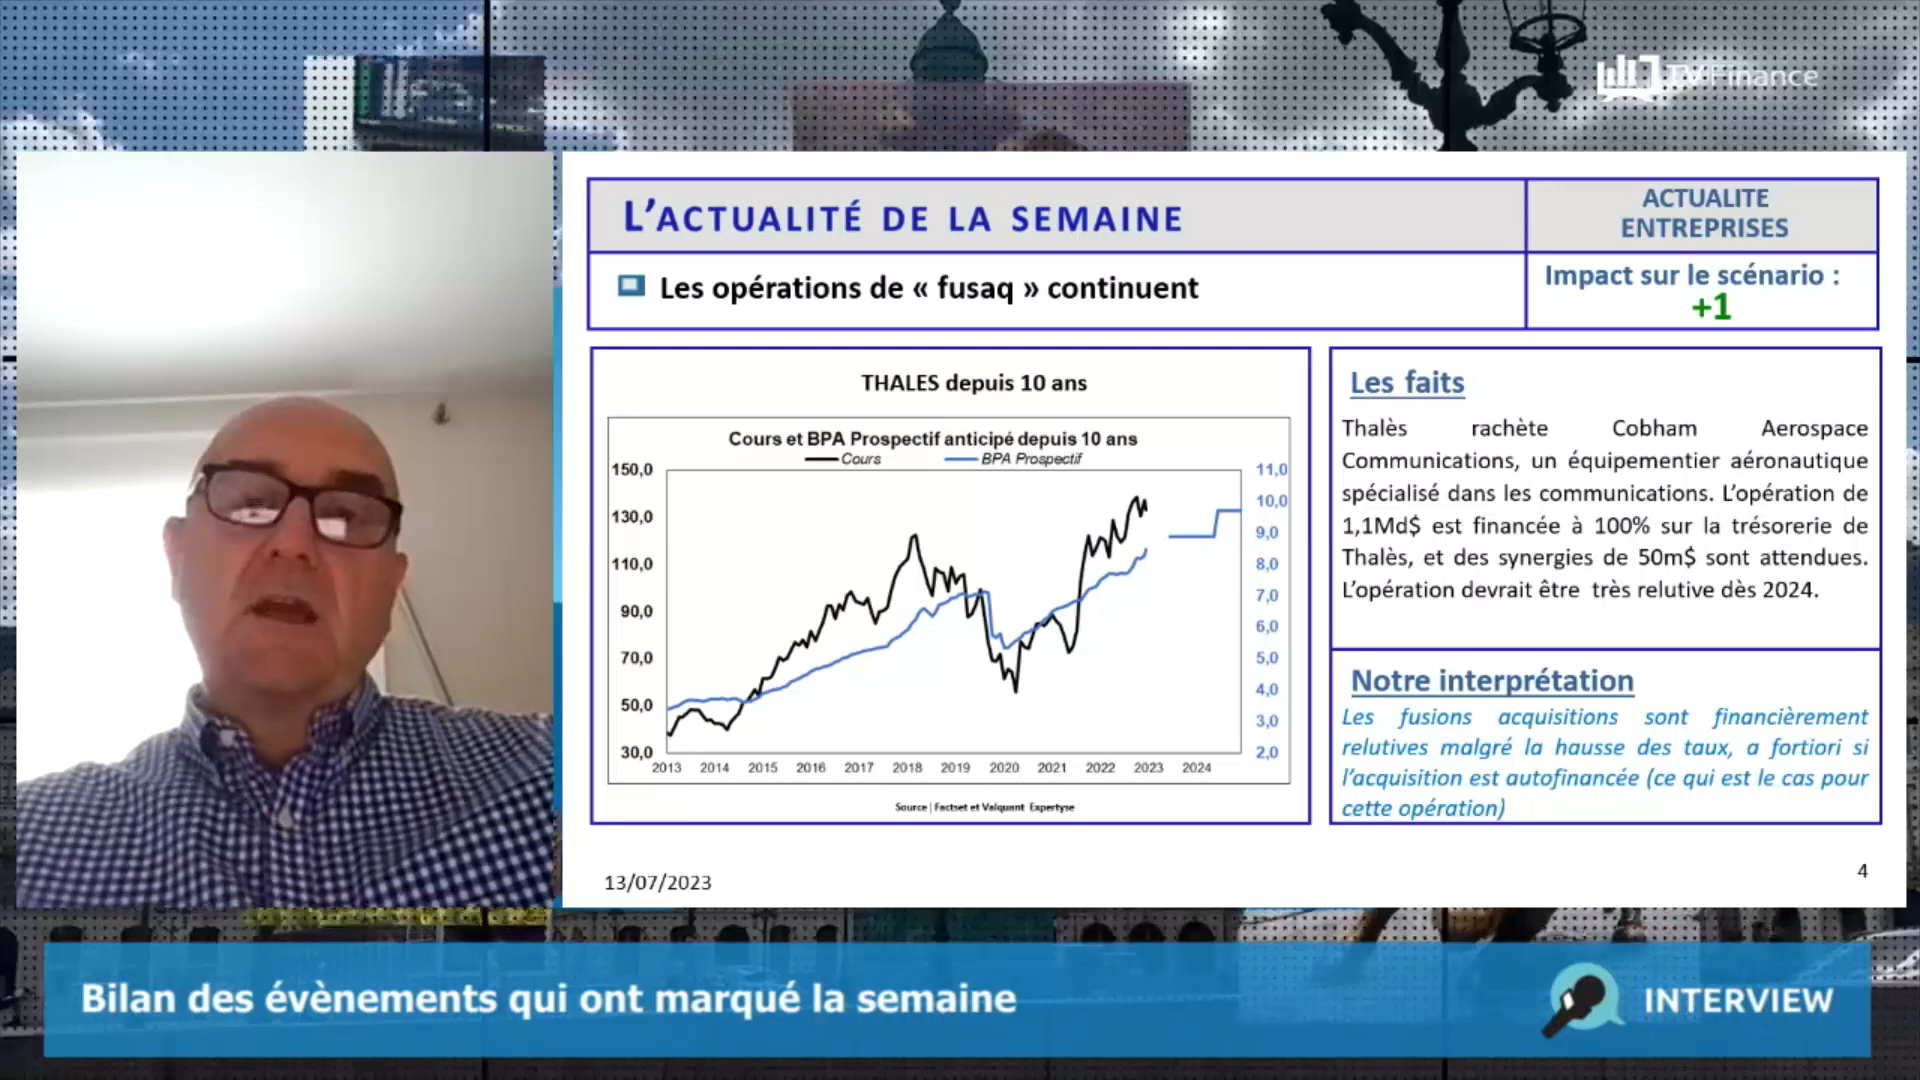 TVFinance
L'ACTUALITÉ DE LA SEMAINE
ACTUALITE
ENTREPRISES
Les opérations de « fusaq » continuent
Impact sur le scénario :
+1
THALES depuis 10 ans
Cours et BPA Prospectif anticipé depuis 10 ans
Cours BPA Prospectif
150,0
130,0
110,0
90,0
70,0
50,0
30,0
11,0
10,0
9,0
8,0
7,0
6,0
5,0
4,0
3,0
2,0
2013 2014 2015 2016 2017 2018 2019 2020 2021 2022 2023 2024
Source | Factset et Valquant Expertyse
Les faits
Thalès rachète Cobham Aerospace
Communications, un équipementier aéronautique
spécialisé dans les communications. L'opération de
1,1Md$ est financée à 100% sur la trésorerie de
Thalès, et des synergies de 50m$ sont attendues.
L'opération devrait être très relutive dès 2024.
Notre interprétation
Les fusions acquisitions sont financièrement
relutives malgré la hausse des taux, a fortiori si
l'acquisition est autofinancée (ce qui est le cas pour
cette opération)
13/07/2023
4
Bilan des évènements qui ont marqué la semaine
INTERVIEW